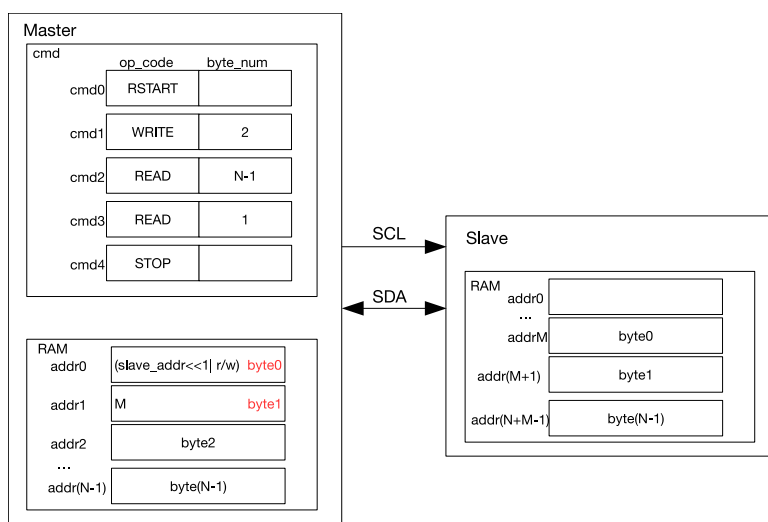 Master
cmd
op_code byte_num
cmd0 RSTART
cmd1 WRITE 2
cmd2 READ N-1
cmd3 READ 1
cmd4 STOP
RAM
addr0 (slave_addr<<1| r/w) byte0
addr1 M byte1
addr2 byte2
...
addr(N-1) byte(N-1)
SCL
SDA
Slave
RAM
addr0
...
addrM byte0
addr(M+1) byte1
addr(N+M-1) byte(N-1)